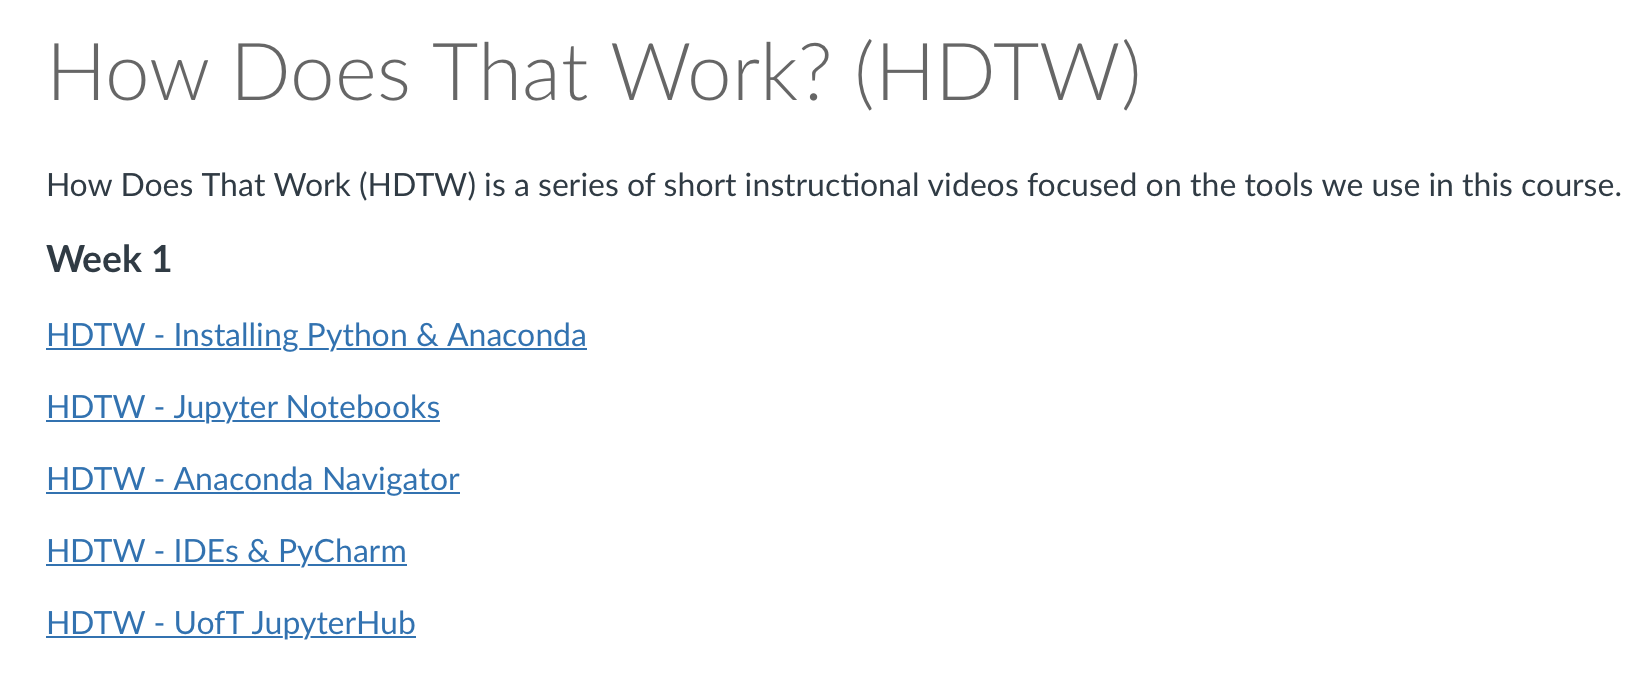 How Does That Work? (HDTW)
How Does That Work (HDTW) is a series of short instructional videos focused on the tools we use in this course.
Week 1
HDTW - Installing Python & Anaconda
HDTW - Jupyter Notebooks
HDTW - Anaconda Navigator
HDTW - IDEs & PyCharm
HDTW - UofT JupyterHub